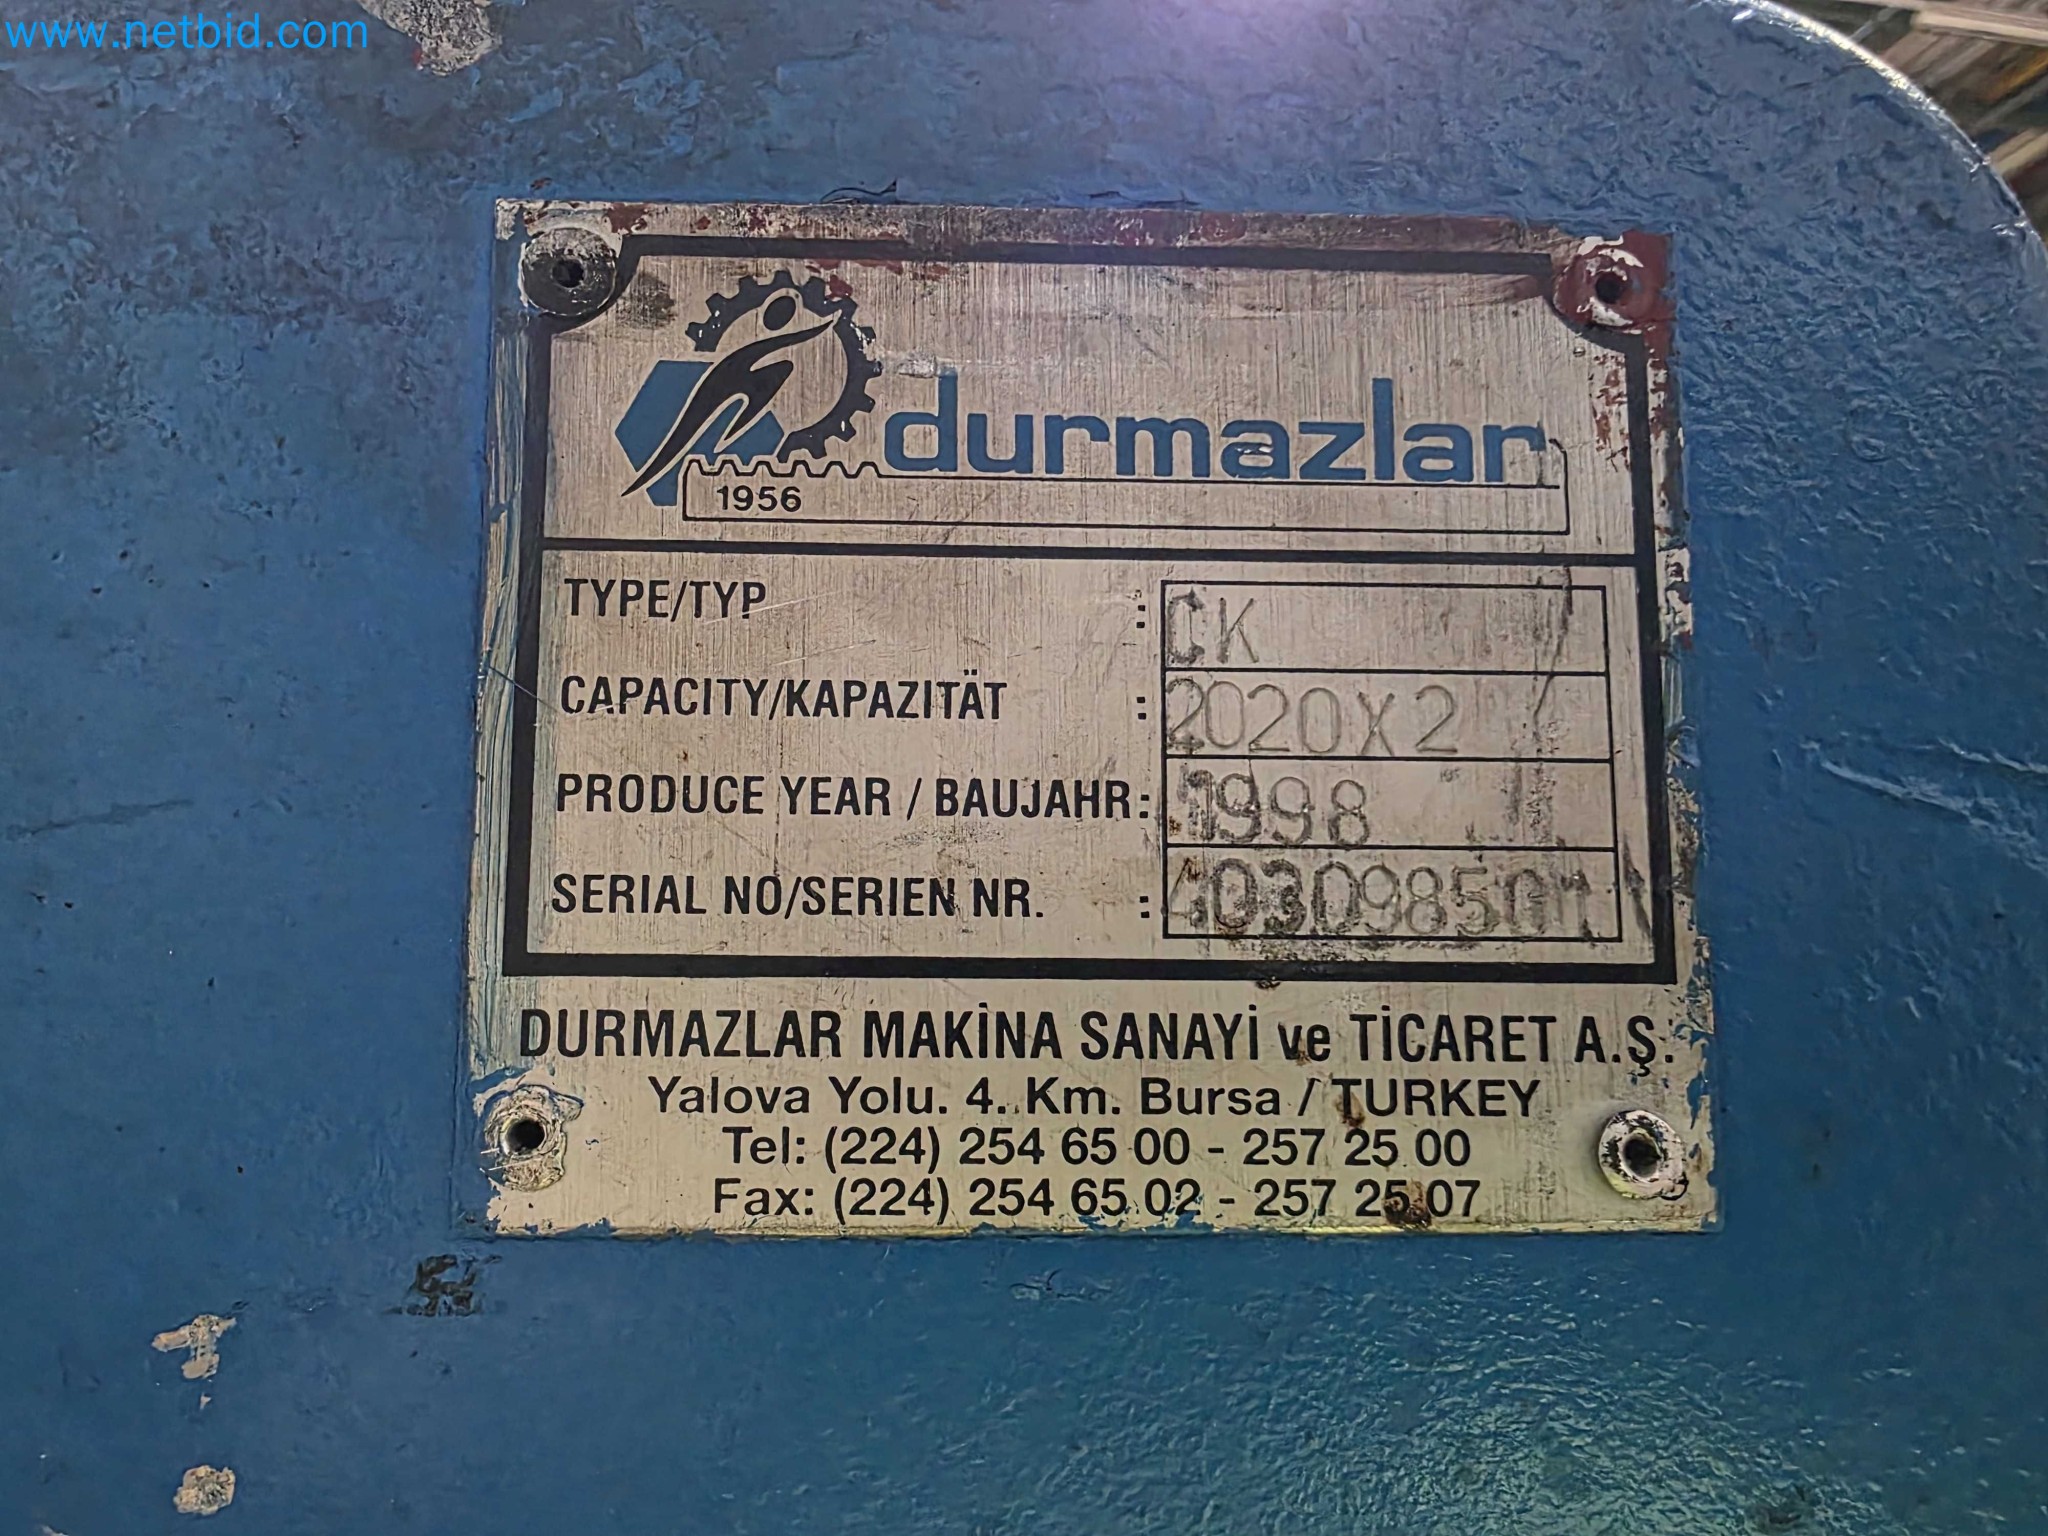 www.netbid.com
durmazlar
1956
TYPE/TYP : CK
CAPACITY/KAPAZITÄT : 2020X2
PRODUCE YEAR / BAUJAHR: 1998
SERIAL NO/SERIEN NR. :
DURMAZLAR MAKİNA SANAYİ ve TİCARET A.Ş.
Yalova Yolu. 4. Km. Bursa / TURKEY
Tel: (224) 254 65 00 - 257 25 00
Fax: (224) 254 65 02 - 257 25 07